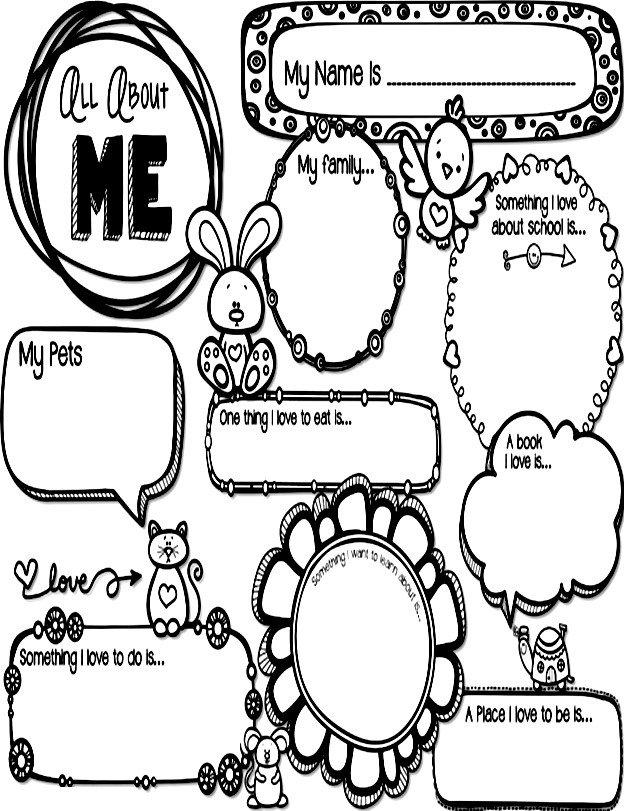 All About
ME
My Name Is ______________________
My family...
Something I love
about school is...
My Pets
One thing I love to eat is...
A book
I love is...
Something I want to learn about is...
love
Something I love to do is...
A Place I love to be is...